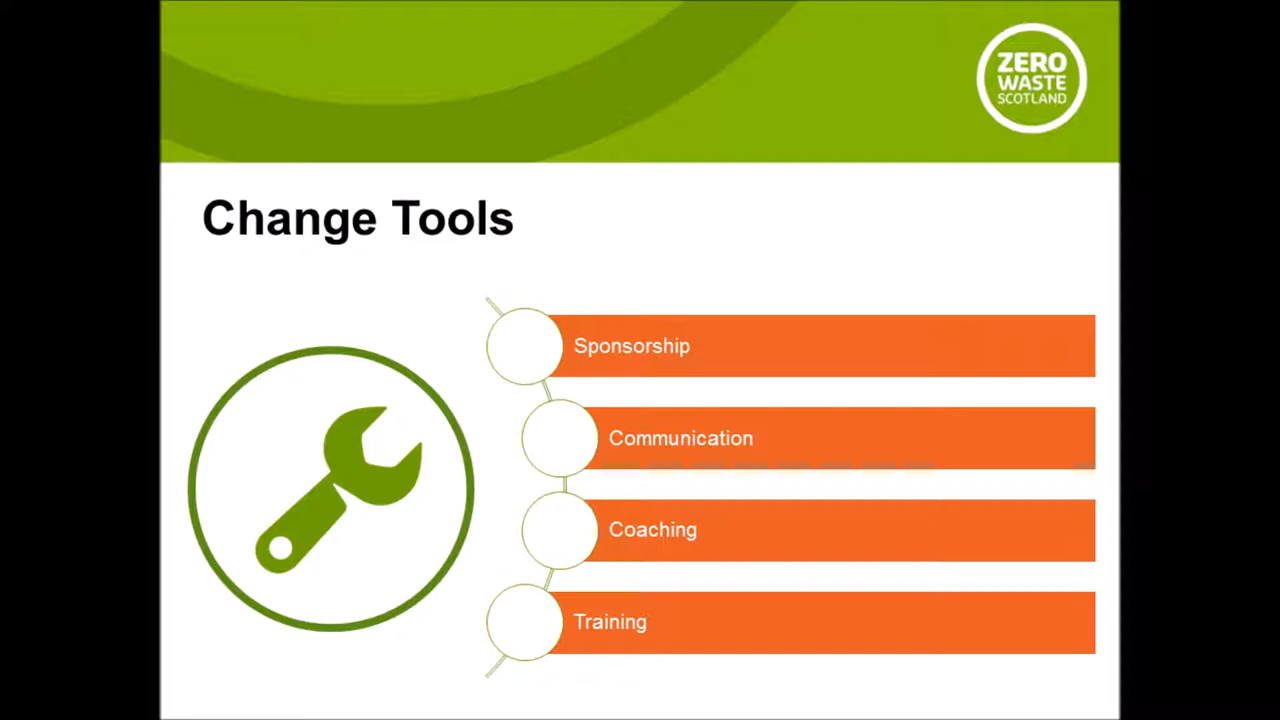 ZERO
WASTE
SCOTLAND
Change Tools
Sponsorship
Communication
Coaching
Training